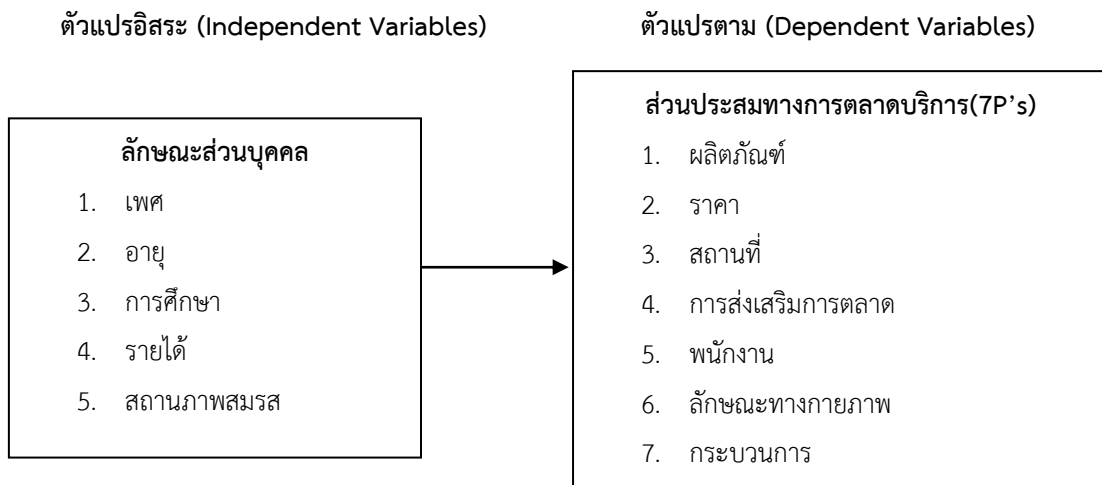 ตัวแปรอิสระ (Independent Variables)
ตัวแปรตาม (Dependent Variables)
ลักษณะส่วนบุคคล
1. เพศ
2. อายุ
3. การศึกษา
4. รายได้
5. สถานภาพสมรส
ส่วนประสมทางการตลาดบริการ(7P’s)
1. ผลิตภัณฑ์
2. ราคา
3. สถานที่
4. การส่งเสริมการตลาด
5. พนักงาน
6. ลักษณะทางกายภาพ
7. กระบวนการ